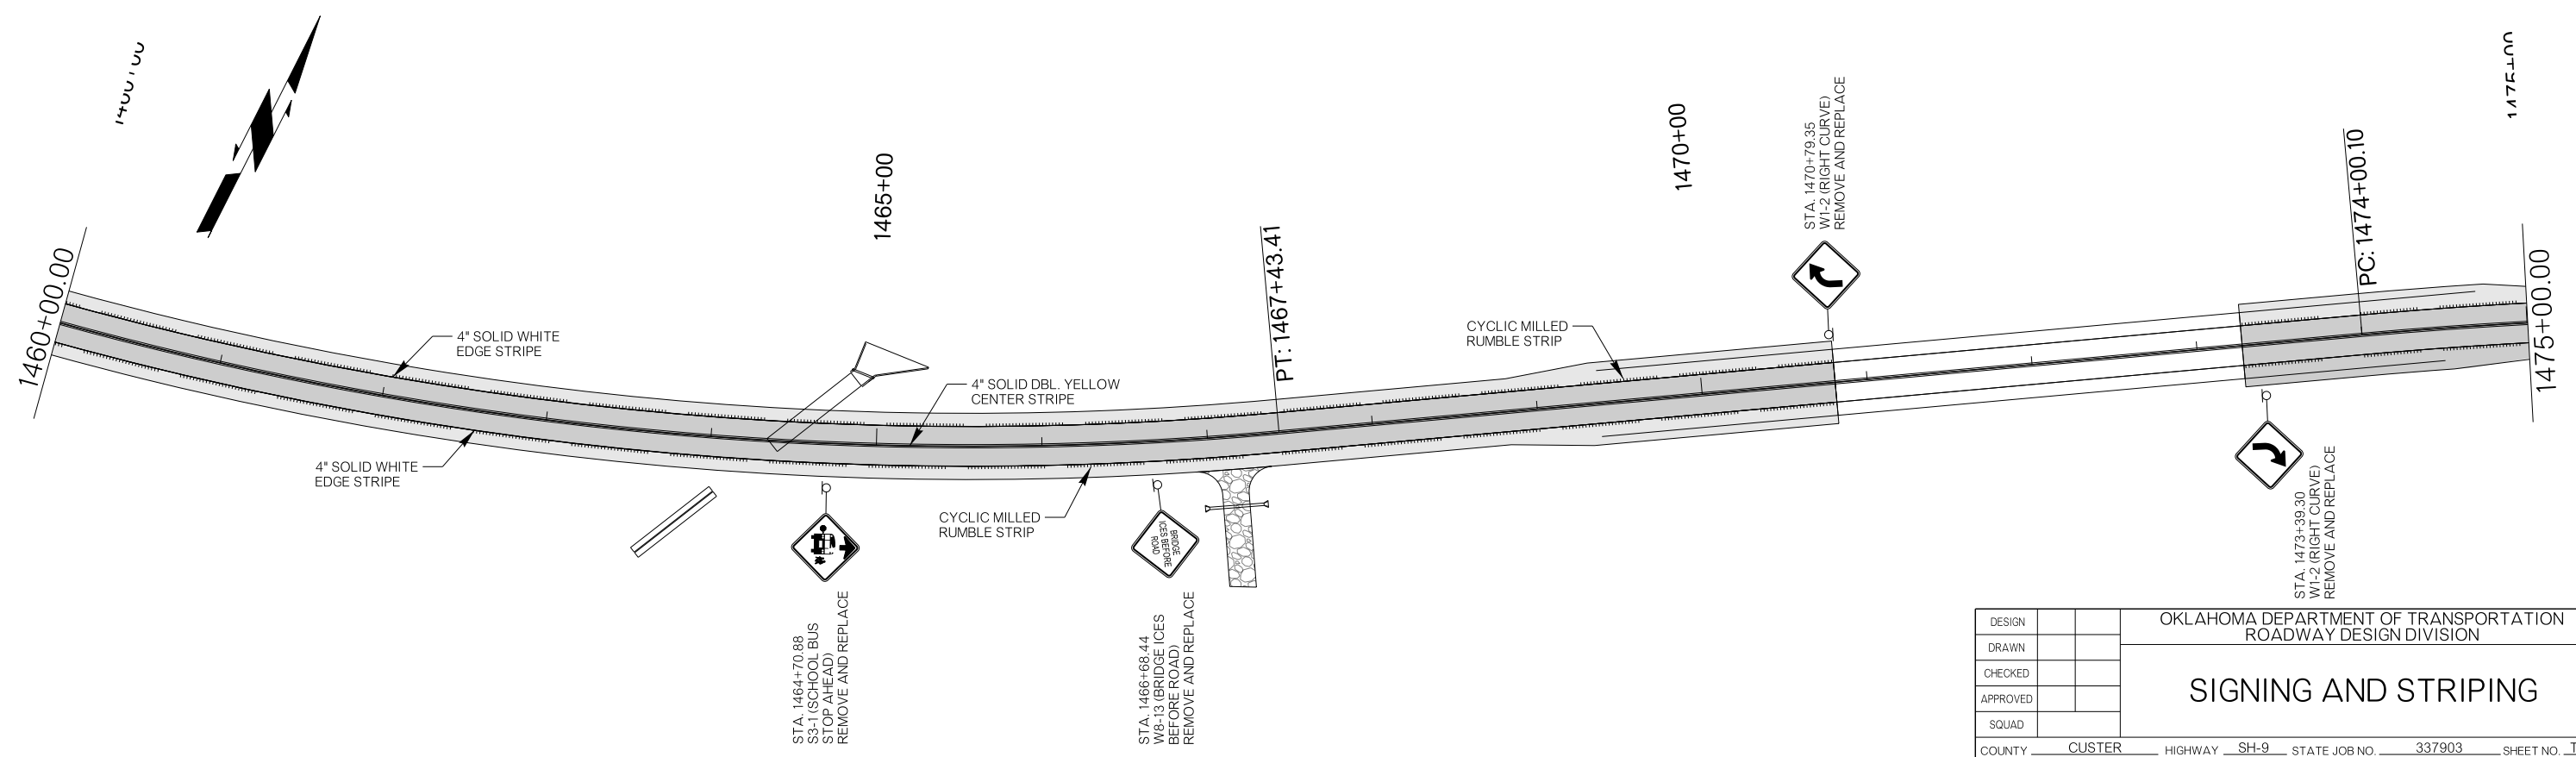 1465+00
1470+00
STA. 1470+79.35
W1-2 (RIGHT CURVE)
REMOVE AND REPLACE
1460+00.00
4" SOLID WHITE
EDGE STRIPE
4" SOLID DBL. YELLOW
CENTER STRIPE
PT: 1467+43.41
CYCLIC MILLED
RUMBLE STRIP
PC: 1474+00.10
1475+00.00
4" SOLID WHITE
EDGE STRIPE
CYCLIC MILLED
RUMBLE STRIP
BRIDGE
ICES BEFORE
ROAD
STA. 1464+70.88
S3-1 (SCHOOL BUS
STOP AHEAD)
REMOVE AND REPLACE
STA. 1466+68.44
W8-13 (BRIDGE ICES
BEFORE ROAD)
REMOVE AND REPLACE
STA. 1473+39.30
W1-2 (RIGHT CURVE)
REMOVE AND REPLACE
DESIGN
DRAWN
CHECKED
APPROVED
SQUAD
OKLAHOMA DEPARTMENT OF TRANSPORTATION
ROADWAY DESIGN DIVISION
SIGNING AND STRIPING
COUNTY CUSTER HIGHWAY SH-9 STATE JOB NO. 337903 SHEET NO.